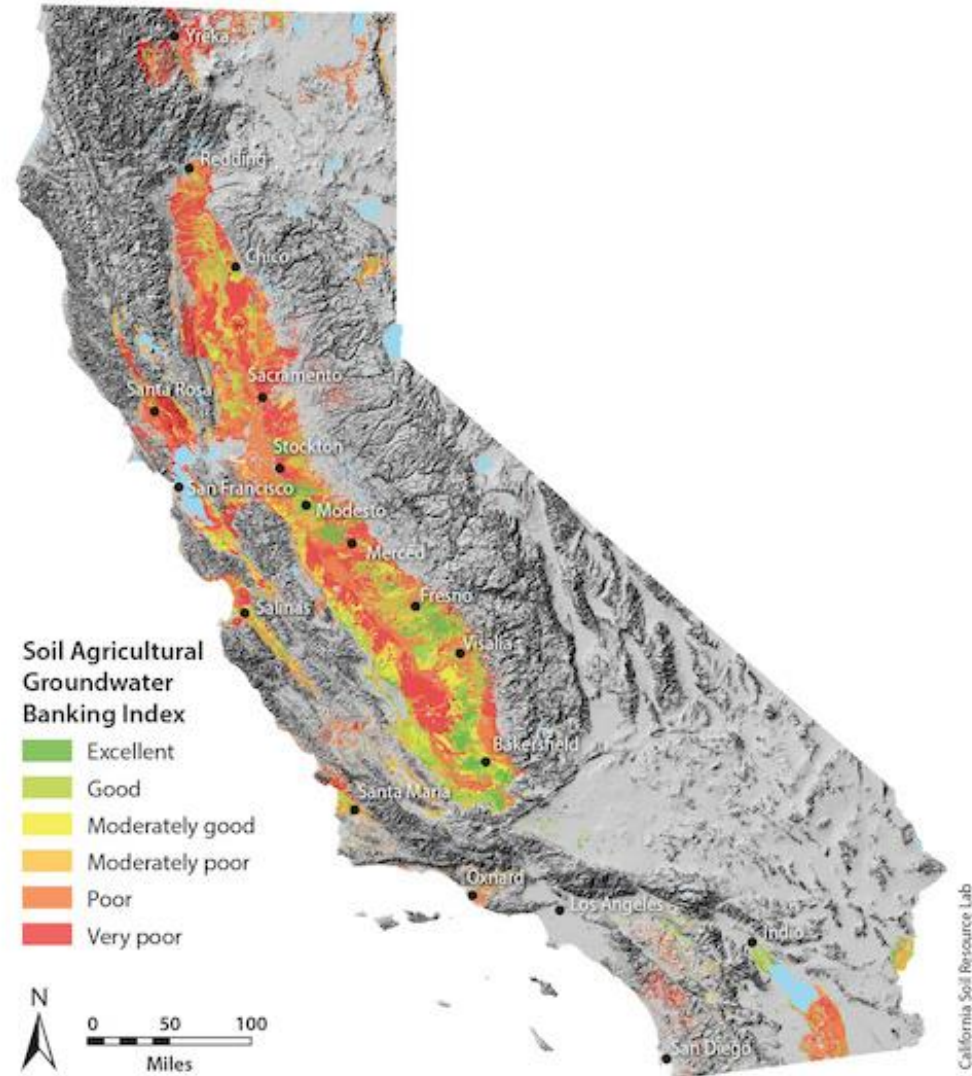 Yreka
Redding
Chico
Sacramento
Santa Rosa
Stockton
San Francisco
Modesto
Merced
Fresno
Salinas
Visalia
Soil Agricultural
Groundwater
Banking Index
Excellent
Good
Moderately good
Moderately poor
Poor
Very poor
Bakersfield
Santa Maria
Oxnard
Los Angeles
Indio
San Diego
N
0 50 100
Miles
California Soil Resource Lab